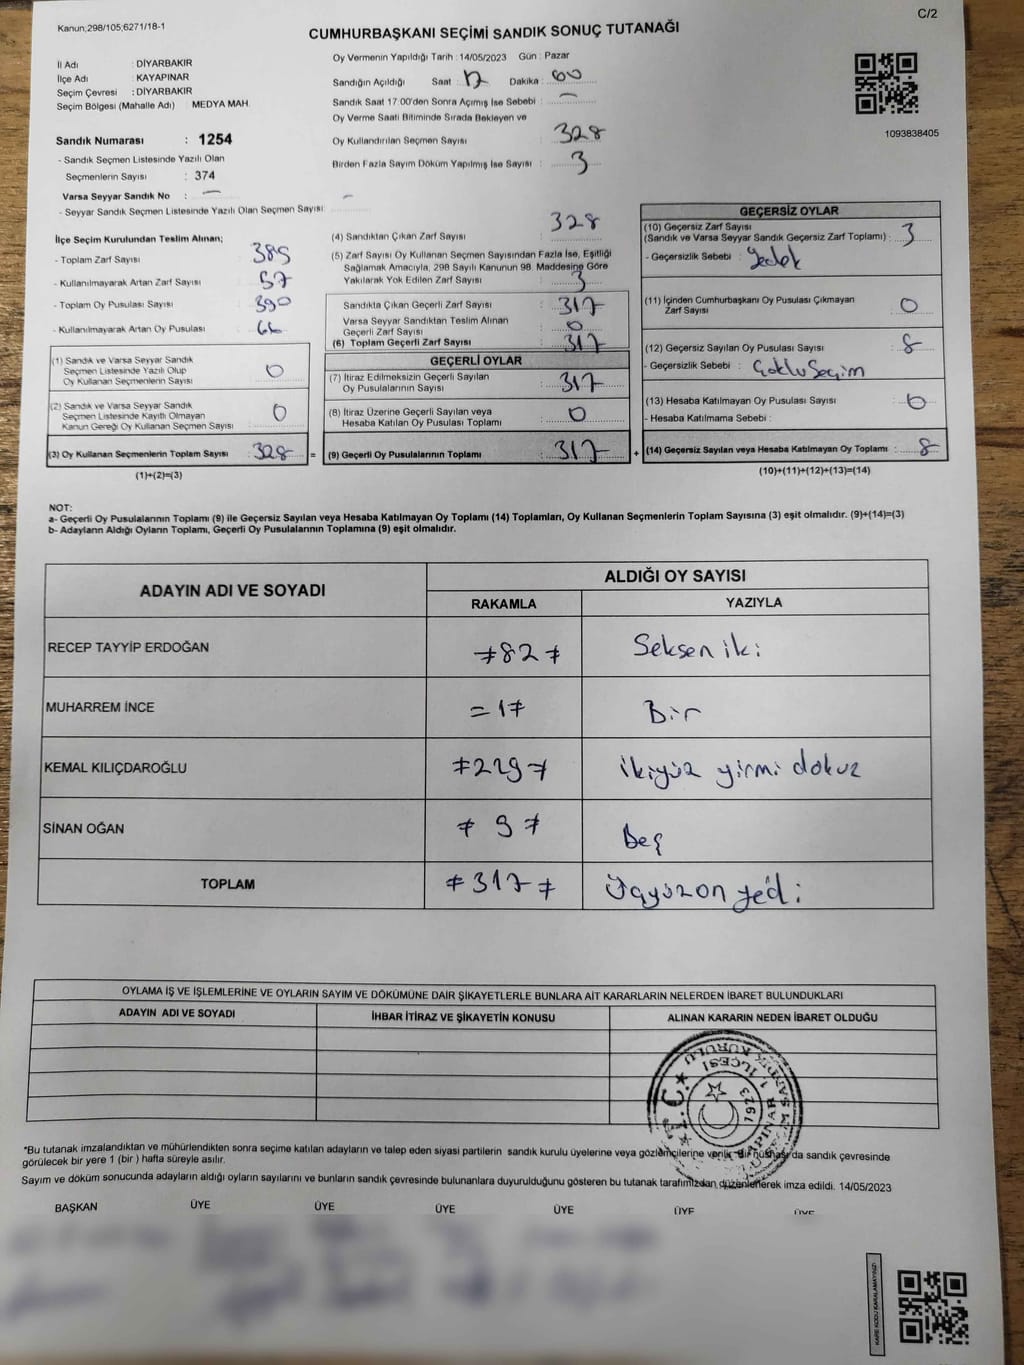 Kanun;298/105;6271/18-1
C/2
CUMHURBAŞKANI SEÇİMİ SANDIK SONUÇ TUTANAĞI
İl Adı : DİYARBAKIR
İlçe Adı : KAYAPINAR
Seçim Çevresi : DİYARBAKIR
Seçim Bölgesi (Mahalle Adı) : MEDYA MAH.
Sandık Numarası : 1254
- Sandık Seçmen Listesinde Yazılı Olan
Seçmenlerin Sayısı : 374
Varsa Seyyar Sandık No : —
- Seyyar Sandık Seçmen Listesinde Yazılı Olan Seçmen Sayısı: —
Oy Vermenin Yapıldığı Tarih : 14/05/2023 Gün : Pazar
Sandığın Açıldığı Saat : 17 Dakika : 00
Sandık Saat 17:00'den Sonra Açımış İse Sebebi : —
Oy Verme Saati Bitiminde Sırada Bekleyen ve
Oy Kullandırılan Seçmen Sayısı : 328
Birden Fazla Sayım Döküm Yapılmış İse Sayısı : 3
1093838405
İlçe Seçim Kurulundan Teslim Alınan;
- Toplam Zarf Sayısı : 385
- Kullanılmayarak Artan Zarf Sayısı : 57
- Toplam Oy Pusulası Sayısı : 390
- Kullanılmayarak Artan Oy Pusulası : 66
(1) Sandık ve Varsa Seyyar Sandık
Seçmen Listesinde Yazılı Olup
Oy Kullanan Seçmenlerin Sayısı : 0
(2) Sandık ve Varsa Seyyar Sandık
Seçmen Listesinde Kayıtlı Olmayan
Kanun Gereği Oy Kullanan Seçmen Sayısı : 0
(3) Oy Kullanan Seçmenlerin Toplam Sayısı : 328 =
(1)+(2)=(3)
(4) Sandıktan Çıkan Zarf Sayısı : 328
(5) Zarf Sayısı Oy Kullanan Seçmen Sayısından Fazla İse, Eşitliği
Sağlamak Amacıyla, 298 Sayılı Kanunun 98. Maddesine Göre
Yakılarak Yok Edilen Zarf Sayısı : 3
Sandıkta Çıkan Geçerli Zarf Sayısı : 317
Varsa Seyyar Sandıktan Teslim Alınan
Geçerli Zarf Sayısı : 0
(6) Toplam Geçerli Zarf Sayısı : 317
GEÇERLİ OYLAR
(7) İtiraz Edilmeksizin Geçerli Sayılan
Oy Pusulalarının Sayısı : 317
(8) İtiraz Üzerine Geçerli Sayılan veya
Hesaba Katılan Oy Pusulası Toplamı : 0
(9) Geçerli Oy Pusulalarının Toplamı : 317 +
GEÇERSİZ OYLAR
(10) Geçersiz Zarf Sayısı
(Sandık ve Varsa Seyyar Sandık Geçersiz Zarf Toplamı) : 3
- Geçersizlik Sebebi : Yedek
(11) İçinden Cumhurbaşkanı Oy Pusulası Çıkmayan
Zarf Sayısı : 0
(12) Geçersiz Sayılan Oy Pusulası Sayısı : 8
- Geçersizlik Sebebi : Çoklu Seçim
(13) Hesaba Katılmayan Oy Pusulası Sayısı : 0
- Hesaba Katılmama Sebebi :
(14) Geçersiz Sayılan veya Hesaba Katılmayan Oy Toplamı : 8
(10)+(11)+(12)+(13)=(14)
NOT:
a- Geçerli Oy Pusulalarının Toplamı (9) ile Geçersiz Sayılan veya Hesaba Katılmayan Oy Toplamı (14) Toplamları, Oy Kullanan Seçmenlerin Toplam Sayısına (3) eşit olmalıdır. (9)+(14)=(3)
b- Adayların Aldığı Oyların Toplamı, Geçerli Oy Pusulalarının Toplamına (9) eşit olmalıdır.
ADAYIN ADI VE SOYADI ALDIĞI OY SAYISI
RAKAMLA YAZIYLA
RECEP TAYYİP ERDOĞAN ≠82≠ Seksen iki
MUHARREM İNCE =1≠ Bir
KEMAL KILIÇDAROĞLU ≠229≠ ikiyüz yirmi dokuz
SİNAN OĞAN ≠ ≠ Beş
TOPLAM ≠317≠ Üçyüzon yedi
OYLAMA İŞ VE İŞLEMLERİNE VE OYLARIN SAYIM VE DÖKÜMÜNE DAİR ŞİKAYETLERLE BUNLARA AİT KARARLARIN NELERDEN İBARET BULUNDUKLARI
ADAYIN ADI VE SOYADI İHBAR İTİRAZ VE ŞİKAYETİN KONUSU ALINAN KARARIN NEDEN İBARET OLDUĞU
T.C. 1923
*Bu tutanak imzalandıktan ve mühürlendikten sonra seçime katılan adayların ve talep eden siyasi partilerin sandık kurulu üyelerine veya gözlemcilerine verilir. Bir nüshası da sandık çevresinde
görülecek bir yere 1 (bir ) hafta süreyle asılır.
Sayım ve döküm sonucunda adayların aldığı oyların sayılarını ve bunların sandık çevresinde bulunanlara duyurulduğunu gösteren bu tutanak tarafımızdan düzenlenerek imza edildi. 14/05/2023
BAŞKAN ÜYE ÜYE ÜYE ÜYE ÜYE ÜYE
KARE KODU KARALAMAYINIZ!